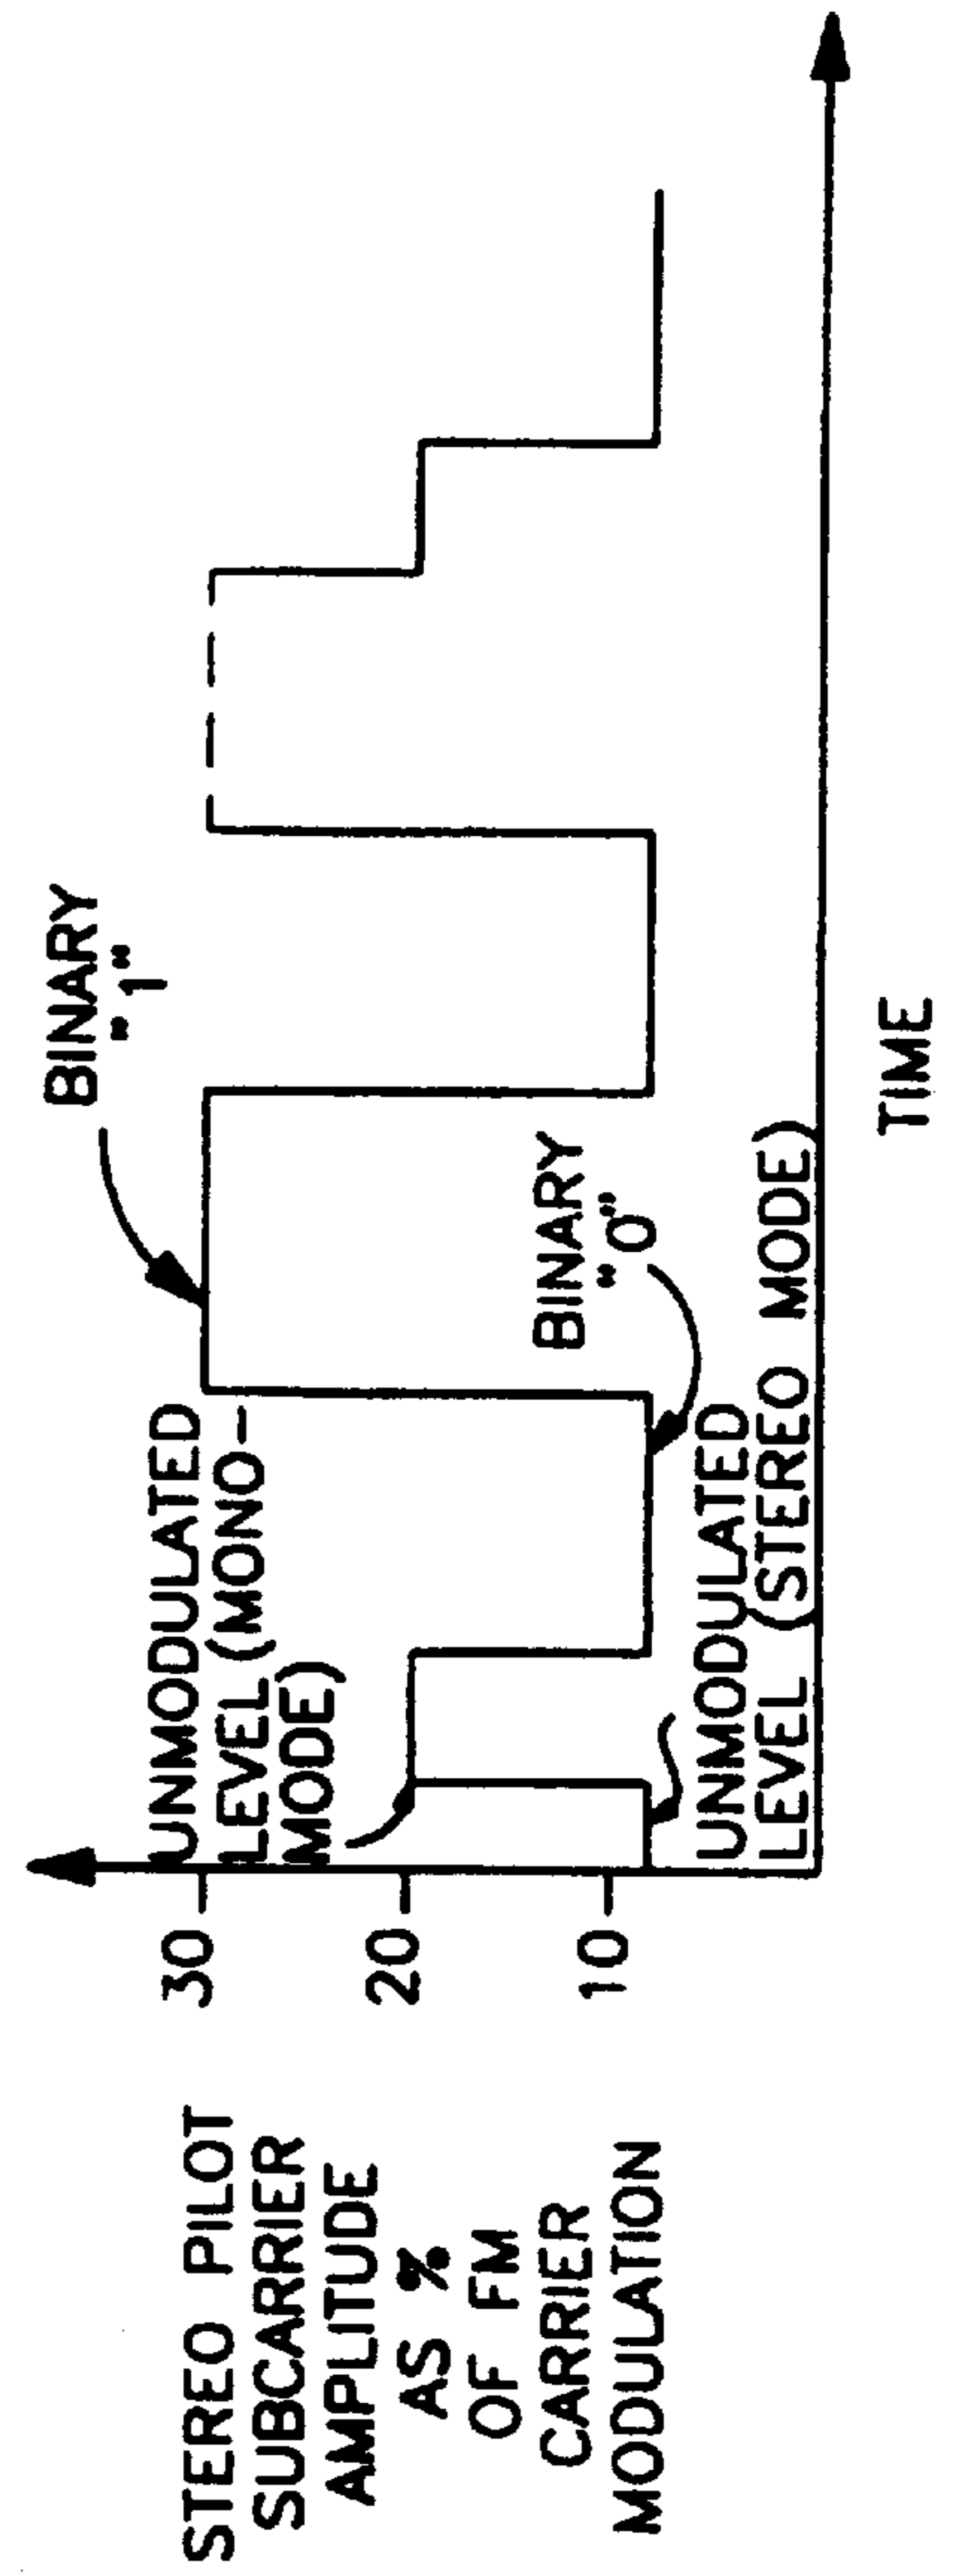 STEREO PILOT
SUBCARRIER
AMPLITUDE
AS %
OF FM
CARRIER
MODULATION
30
20
10
UNMODULATED
LEVEL (MONO-
MODE)
BINARY
"1"
BINARY
"0"
UNMODULATED
LEVEL (STEREO MODE)
TIME